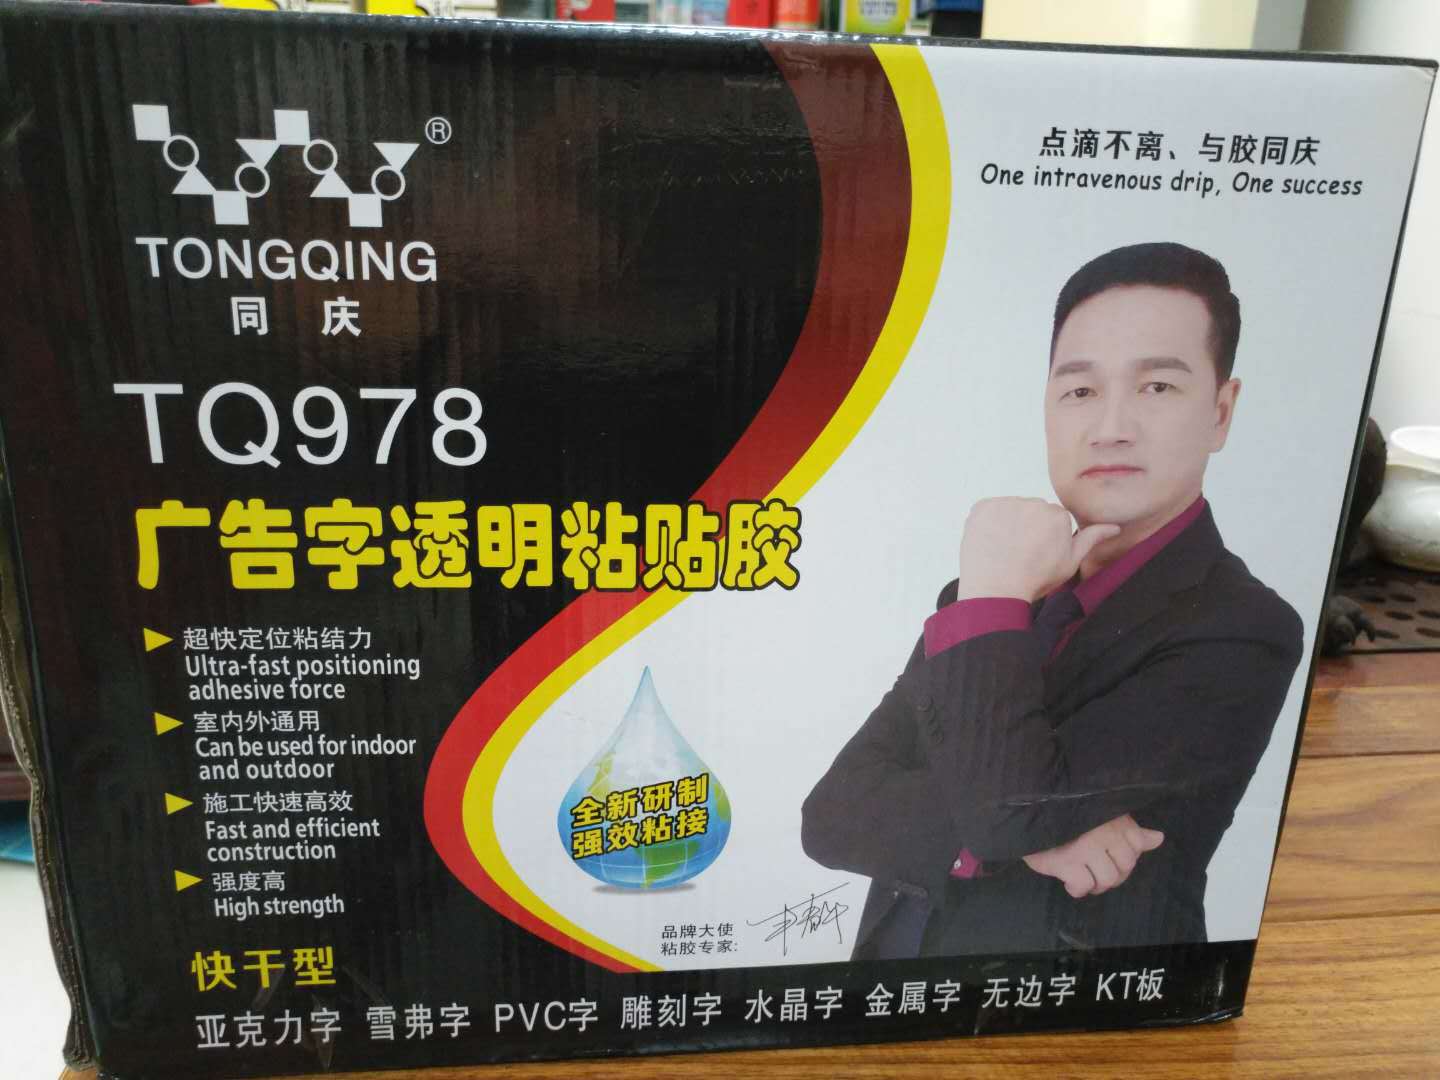 ®
TONGQING
同庆
TQ978
广告字透明粘贴胶
超快定位粘结力
Ultra-fast positioning
adhesive force
室内外通用
Can be used for indoor
and outdoor
施工快速高效
Fast and efficient
construction
强度高
High strength
快干型
亚克力字 雪弗字 PVC字 雕刻字 水晶字 金属字 无边字 KT板
点滴不离、与胶同庆
One intravenous drip, One success
全新研制
强效粘接
品牌大使
粘胶专家: